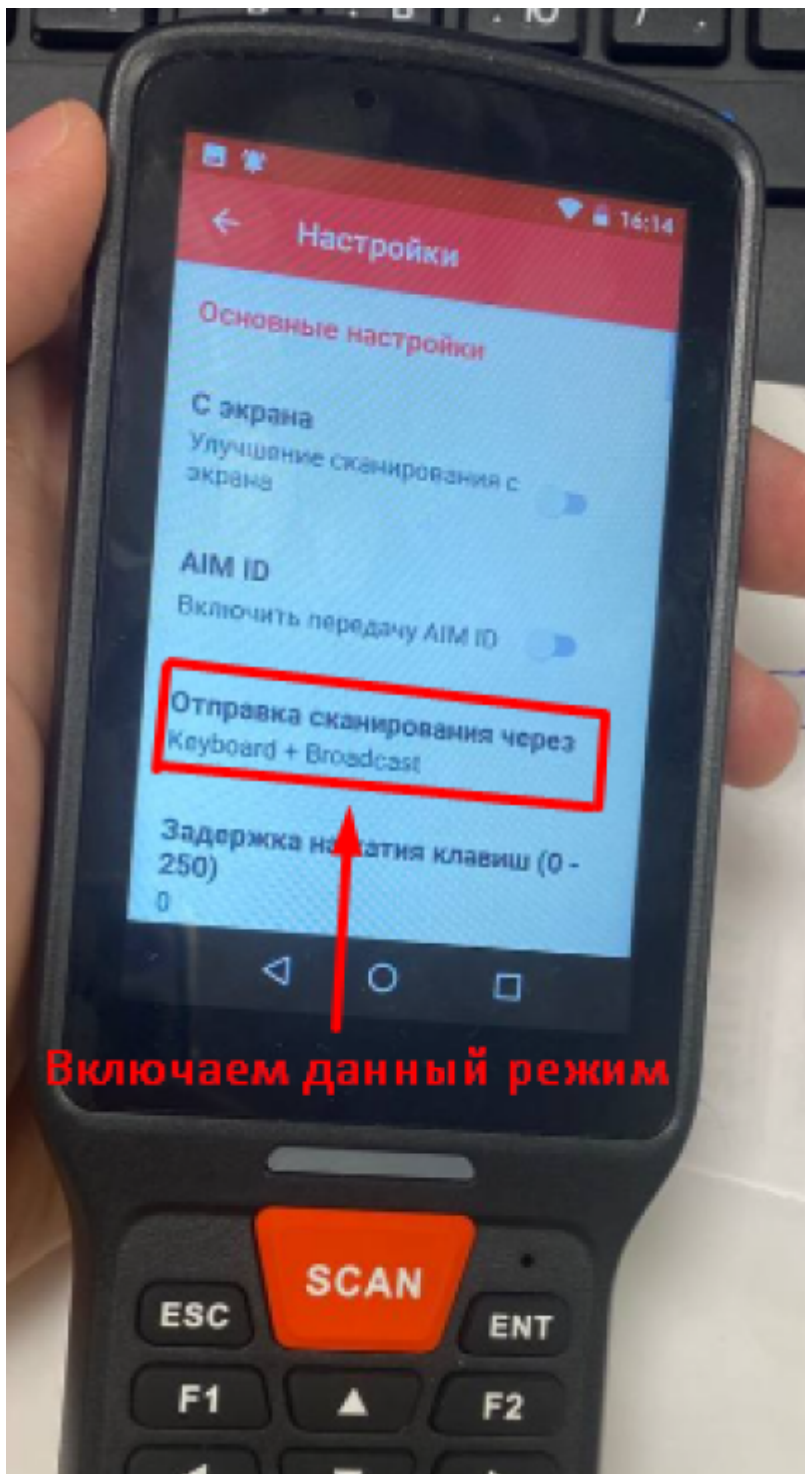 . Ю
16:14
Настройки
Основные настройки
С экрана
Улучшение сканирования с
экрана
AIM ID
Включить передачу AIM ID
Отправка сканирования через
Keyboard + Broadcast
Задержка нажатия клавиш (0 -
250)
0
Включаем данный режим
SCAN
ESC
ENT
F1
F2